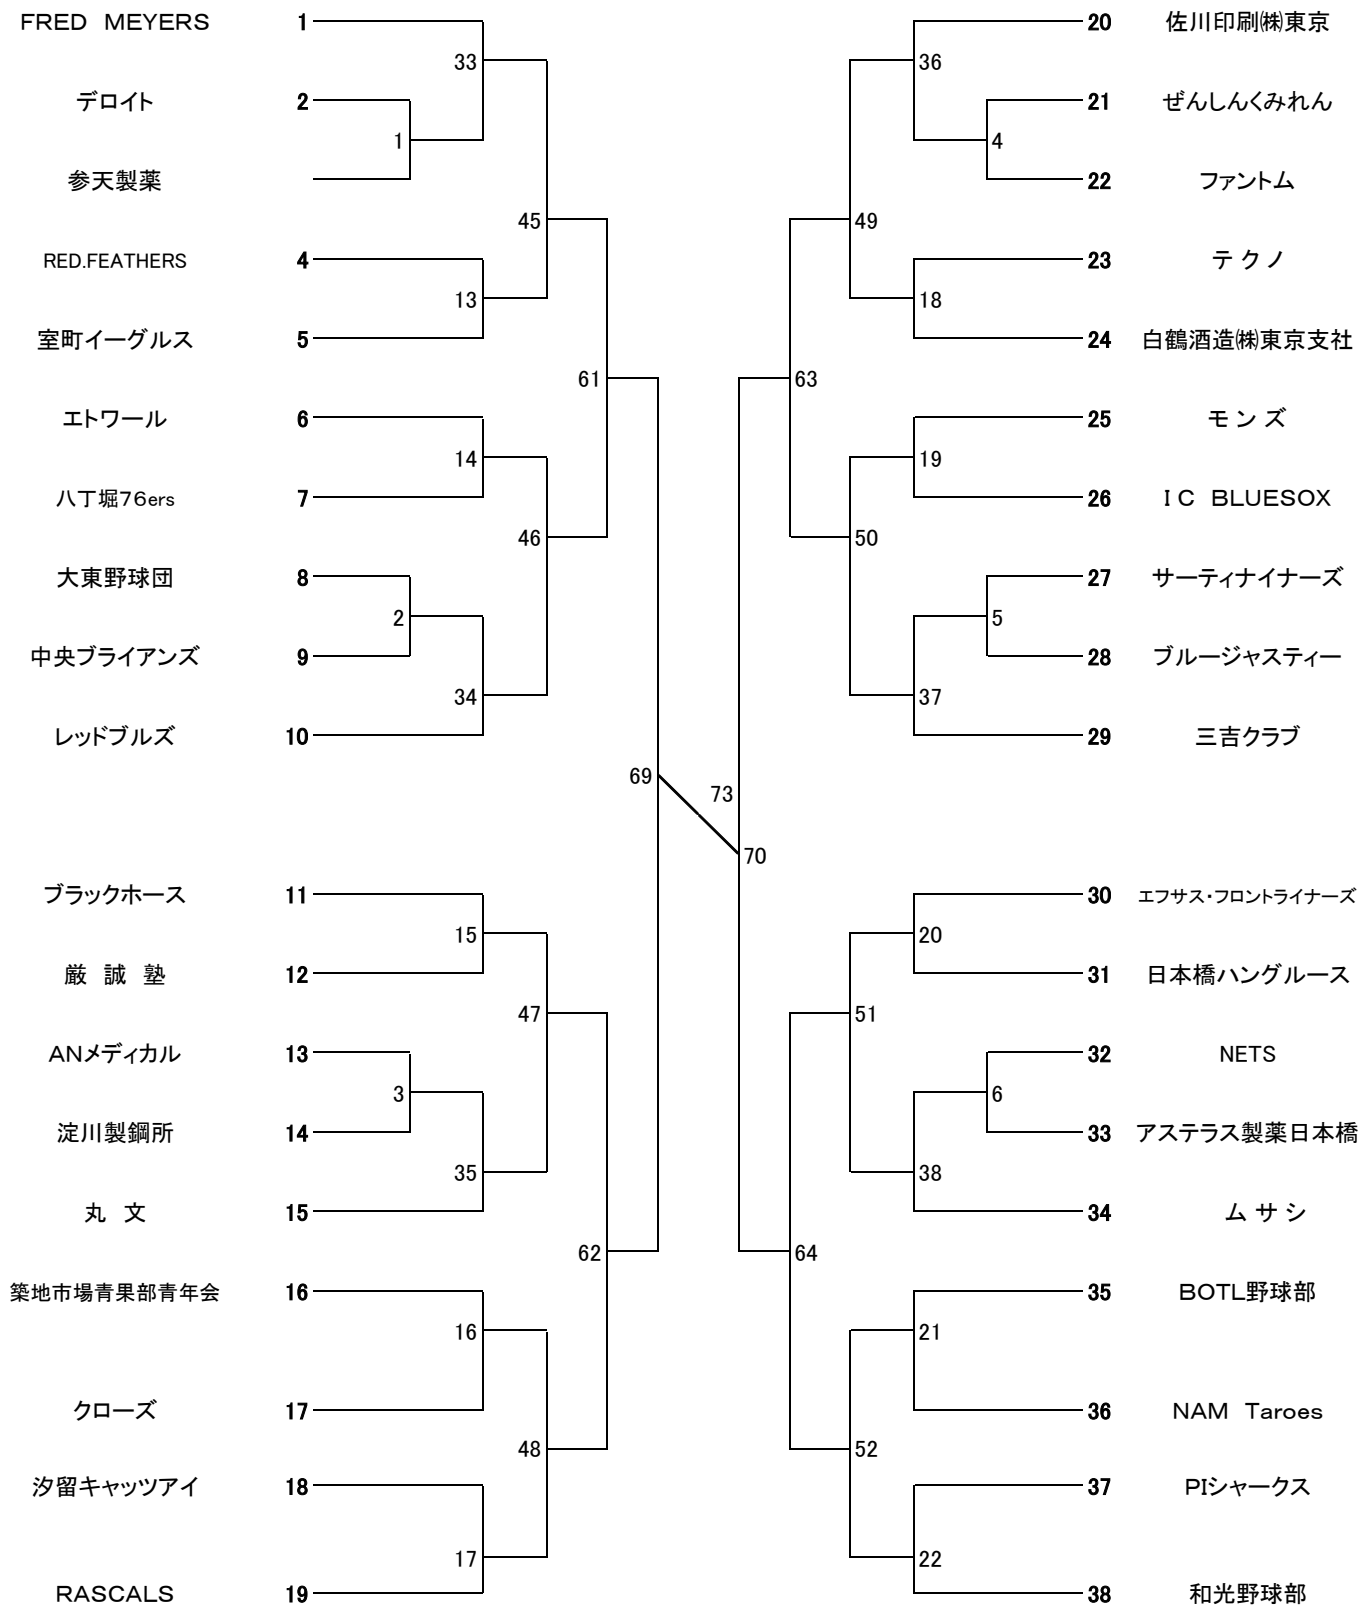 FRED MEYERS 1
33
デロイト 2
1
参天製薬
45
RED.FEATHERS 4
13
室町イーグルス 5
61
エトワール 6
14
八丁堀76ers 7
46
大東野球団 8
2
中央ブライアンズ 9
34
レッドブルズ 10
69
ブラックホース 11
15
厳 誠 塾 12
47
ANメディカル 13
3
淀川製鋼所 14
35
丸 文 15
62
築地市場青果部青年会 16
16
クローズ 17
48
汐留キャッツアイ 18
17
RASCALS 19
73
70
20 佐川印刷㈱東京
36
21 ぜんしんくみれん
4
22 ファントム
49
23 テ ク ノ
18
24 白鶴酒造㈱東京支社
63
25 モ ン ズ
19
26 I C BLUESOX
50
27 サーティナイナーズ
5
28 ブルージャスティー
37
29 三吉クラブ
30 エフサス・フロントライナーズ
20
31 日本橋ハングルース
51
32 NETS
6
33 アステラス製薬日本橋
38
34 ム サ シ
64
35 BOTL野球部
21
36 NAM Taroes
52
37 PIシャークス
22
38 和光野球部